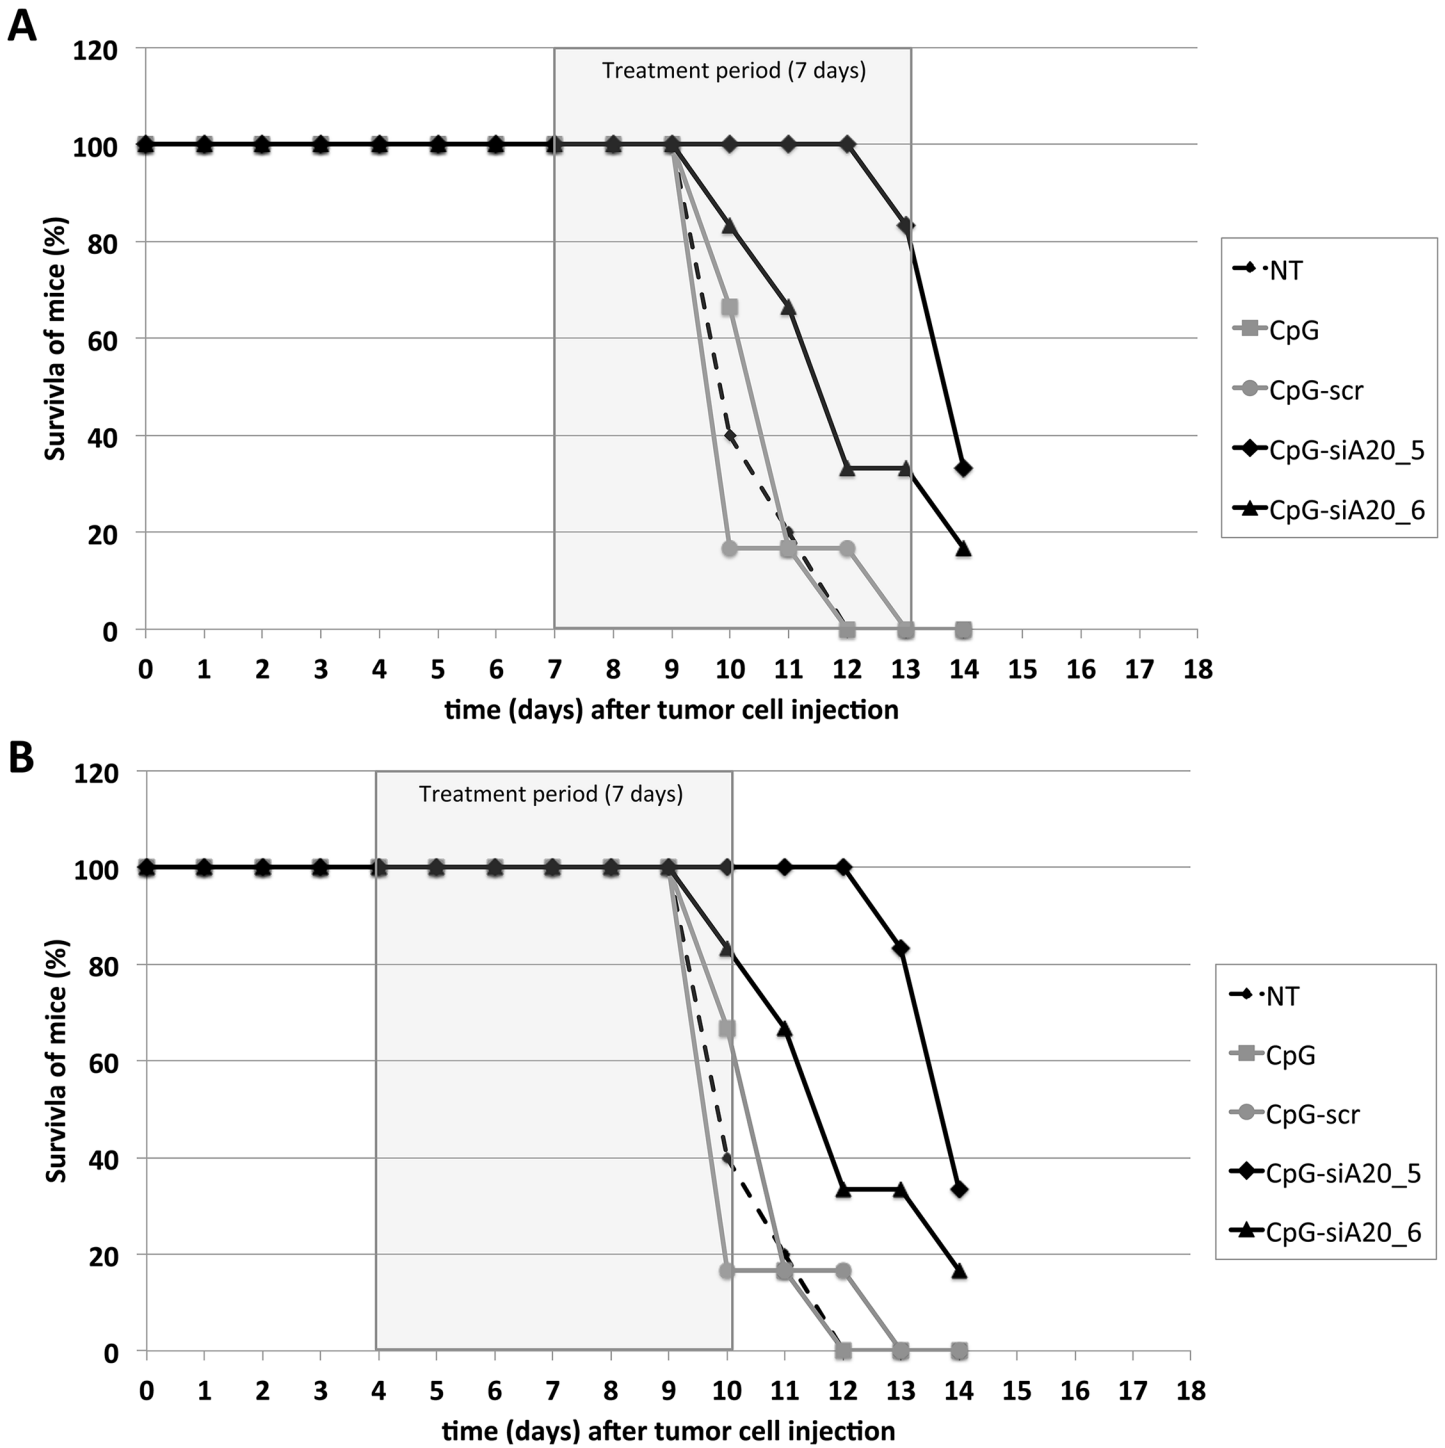 A
120
Treatment period (7 days)
100
80
60
40
20
0
Survivla of mice (%)
0 1 2 3 4 5 6 7 8 9 10 11 12 13 14 15 16 17 18
time (days) after tumor cell injection
NT
CpG
CpG-scr
CpG-siA20_5
CpG-siA20_6
B
120
Treatment period (7 days)
100
80
60
40
20
0
Survivla of mice (%)
0 1 2 3 4 5 6 7 8 9 10 11 12 13 14 15 16 17 18
time (days) after tumor cell injection
NT
CpG
CpG-scr
CpG-siA20_5
CpG-siA20_6